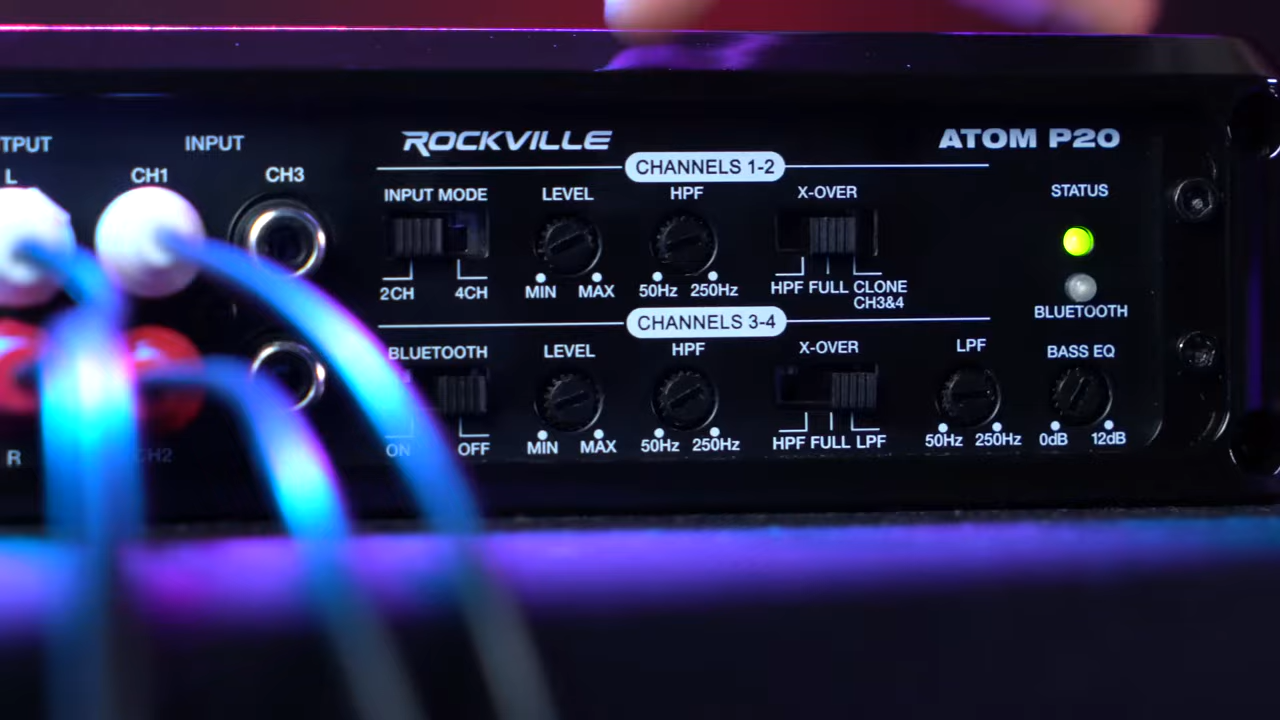 TPUT INPUT
L CH1 CH3
R CH2
ROCKVILLE ATOM P20
CHANNELS 1-2
INPUT MODE LEVEL HPF X-OVER STATUS
2CH 4CH MIN MAX 50Hz 250Hz HPF FULL CLONE
CH3&4
BLUETOOTH
CHANNELS 3-4
BLUETOOTH LEVEL HPF X-OVER LPF BASS EQ
ON OFF MIN MAX 50Hz 250Hz HPF FULL LPF 50Hz 250Hz 0dB 12dB